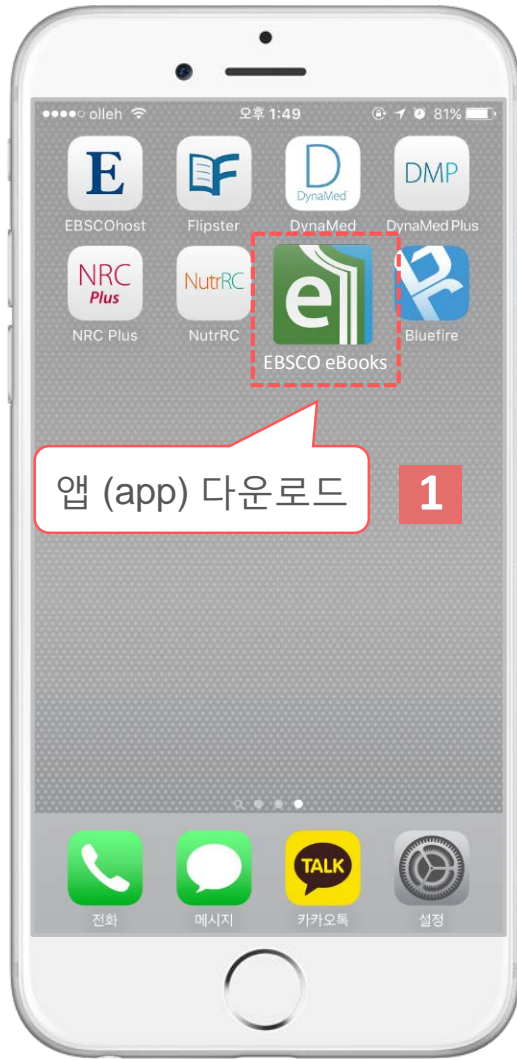 olleh 오후 1:49 81%
E
DynaMed
DMP
EBSCOhost Flipster DynaMed DynaMed Plus
NRC
Plus
NutrRC
e
NRC Plus NutrRC EBSCO eBooks Bluefire
앱 (app) 다운로드 1
TALK
전화 메시지 카카오톡 설정